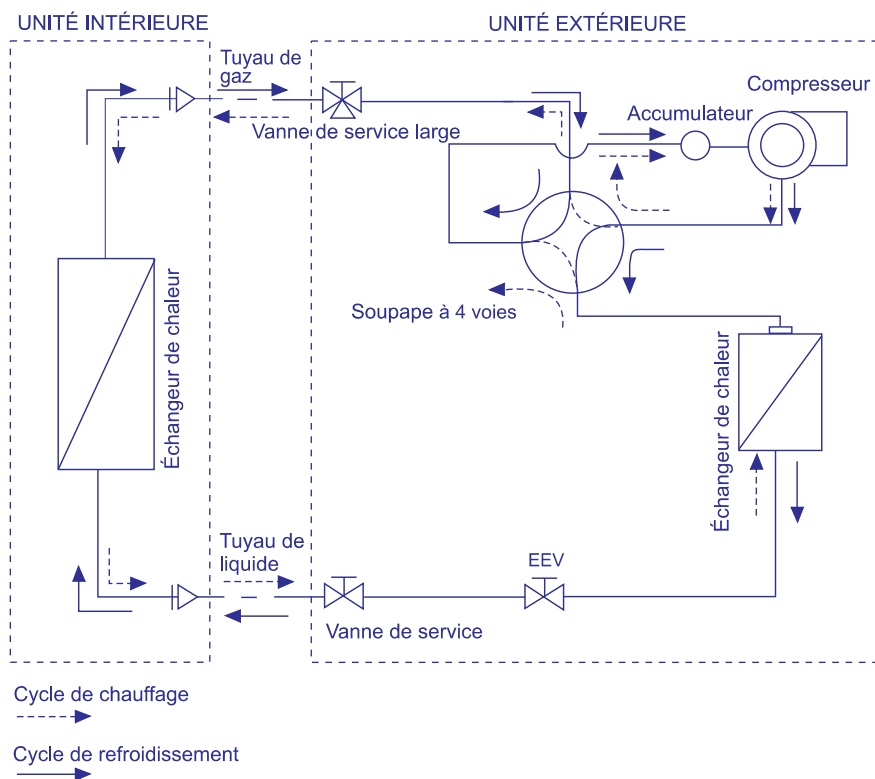 UNITÉ INTÉRIEURE
UNITÉ EXTÉRIEURE
Tuyau de
gaz
Vanne de service large
Accumulateur
Compresseur
Échangeur de chaleur
Soupape à 4 voies
Échangeur de chaleur
Tuyau de
liquide
EEV
Vanne de service
Cycle de chauffage
Cycle de refroidissement